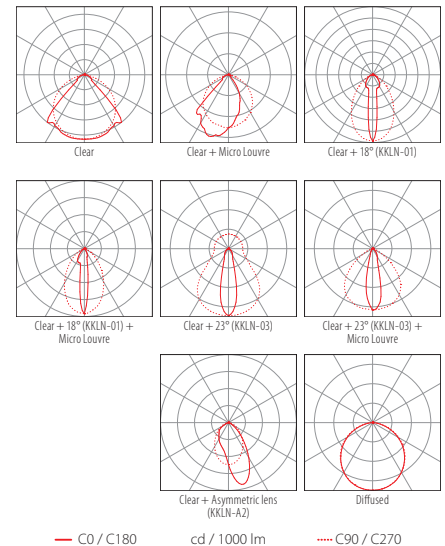 Clear
Clear + Micro Louvre
Clear + 18° (KKLN-01)
Clear + 18° (KKLN-01) +
Micro Louvre
Clear + 23° (KKLN-03)
Clear + 23° (KKLN-03) +
Micro Louvre
Clear + Asymmetric lens
(KKLN-A2)
Diffused
C0 / C180 cd / 1000 lm C90 / C270